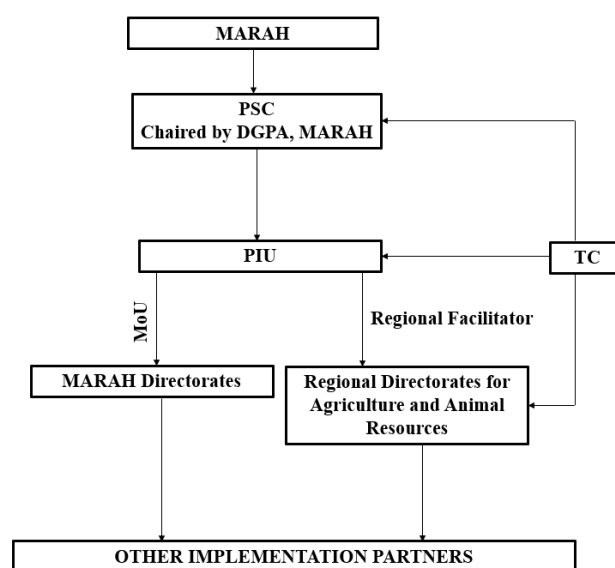 MARAH
PSC
Chaired by DGPA, MARAH
PIU
TC
MoU
Regional Facilitator
MARAH Directorates
Regional Directorates for
Agriculture and Animal
Resources
OTHER IMPLEMENTATION PARTNERS